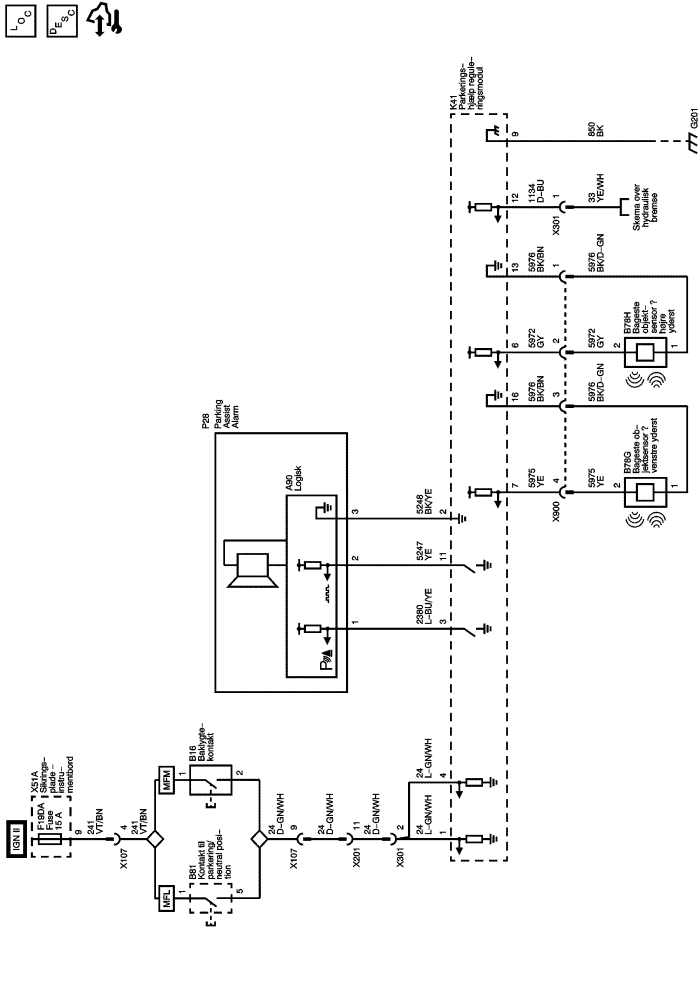 LOC
DESC
IGN II
X51A
Sikrings–
plade –
instru–
mentbord
F19DA
Fuse
15 A
9
241
VT/BN
4
X107
241
VT/BN
MFL
MFM
1
B81
Kontakt til
parkering/
neutral posi–
tion
5
1
B16
Baklygte–
kontakt
2
24
D–GN/WH
9
X107
24
D–GN/WH
11
X201
24
D–GN/WH
2
X301
24
L–GN/WH
1
24
L–GN/WH
4
P28
Parking
Assist
Alarm
A90
Logisk
P
1
2
3
2380
L–BU/YE
3
5247
YE
11
5248
BK/YE
2
K41
Parkerings–
hjælp regule–
ringsmodul
7
5975
YE
4
X900
5975
YE
2
B78G
Bageste ob–
jektsensor ?
venstre yderst
1
16
5976
BK/BN
3
5976
BK/D–GN
6
5972
GY
2
5972
GY
2
B78H
Bageste
objekt–
sensor ?
højre
yderst
1
13
5976
BK/BN
1
5976
BK/D–GN
12
1134
D–BU
1
X301
33
YE/WH
Skema over
hydraulisk
bremse
9
850
BK
G201